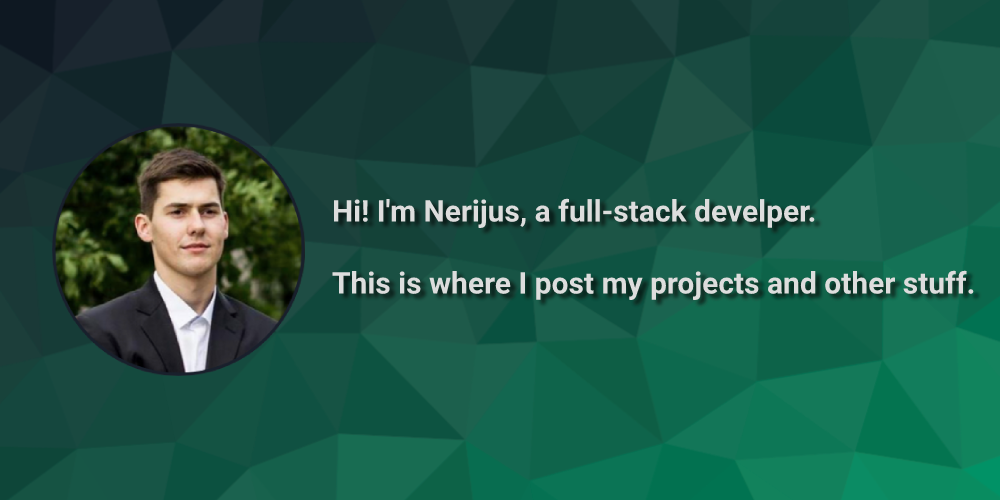 Hi! I'm Nerijus, a full-stack develper.
This is where I post my projects and other stuff.